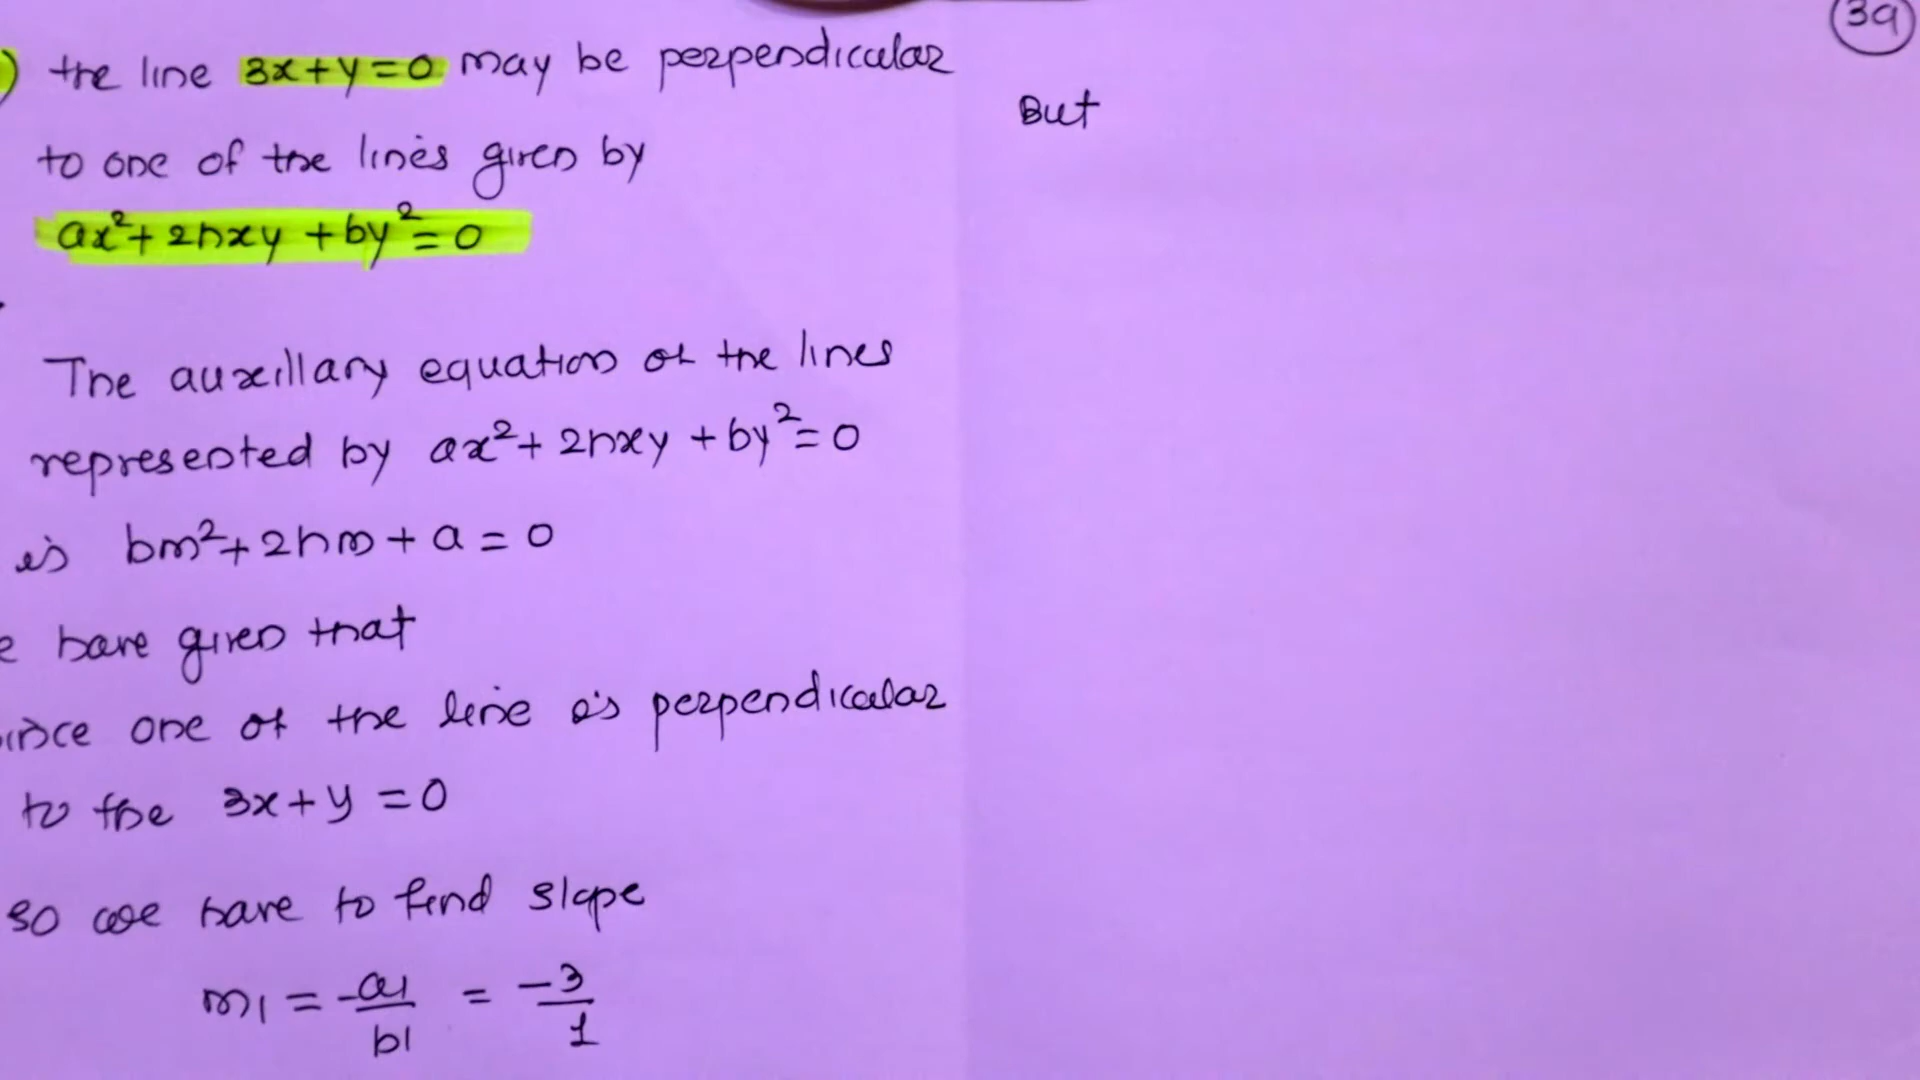 ) the line 3x+y=0 may be perpendicular
to one of the lines given by
ax²+2hxy+by²=0
The auxillary equation of the lines
represented by ax²+2hxy+by²=0
is bm²+2hm+a=0
e have given that
since one of the line is perpendicular
to the 3x+y=0
so we have to find slope
m1 = -a1/b1 = -3/1
But
39